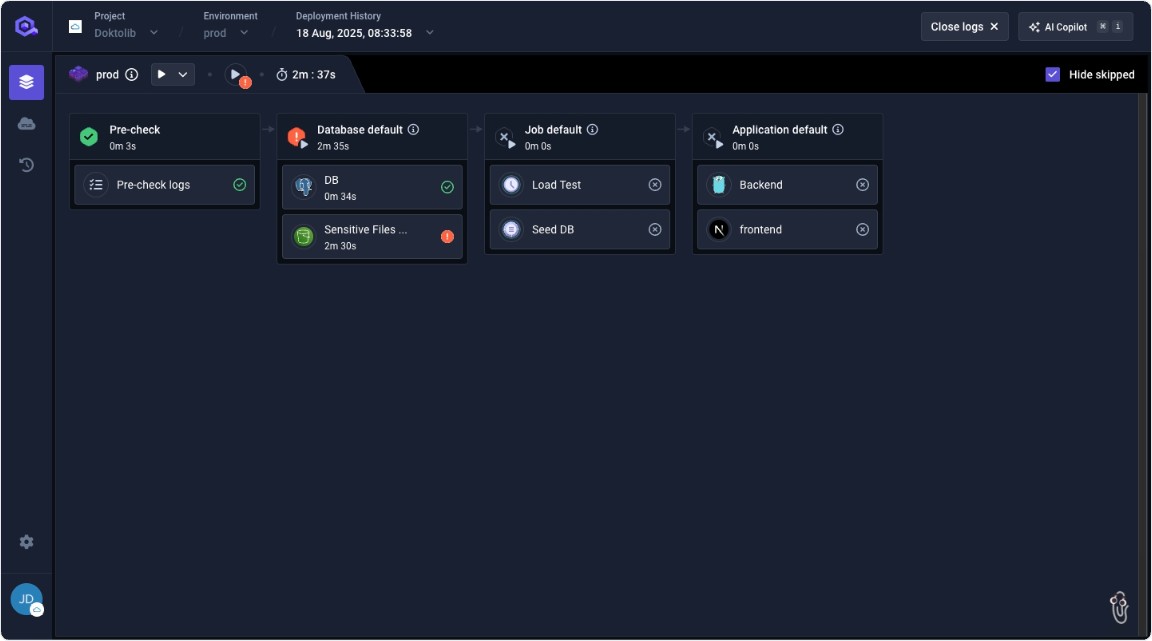 Project
Doktolib
Environment
prod
Deployment History
18 Aug, 2025, 08:33:58
Close logs
AI Copilot ⌘ i
prod
2m : 37s
Hide skipped
Pre-check
0m 3s
Pre-check logs
Database default
2m 35s
DB
0m 34s
Sensitive Files ...
2m 30s
Job default
0m 0s
Load Test
Seed DB
Application default
0m 0s
Backend
frontend
JD